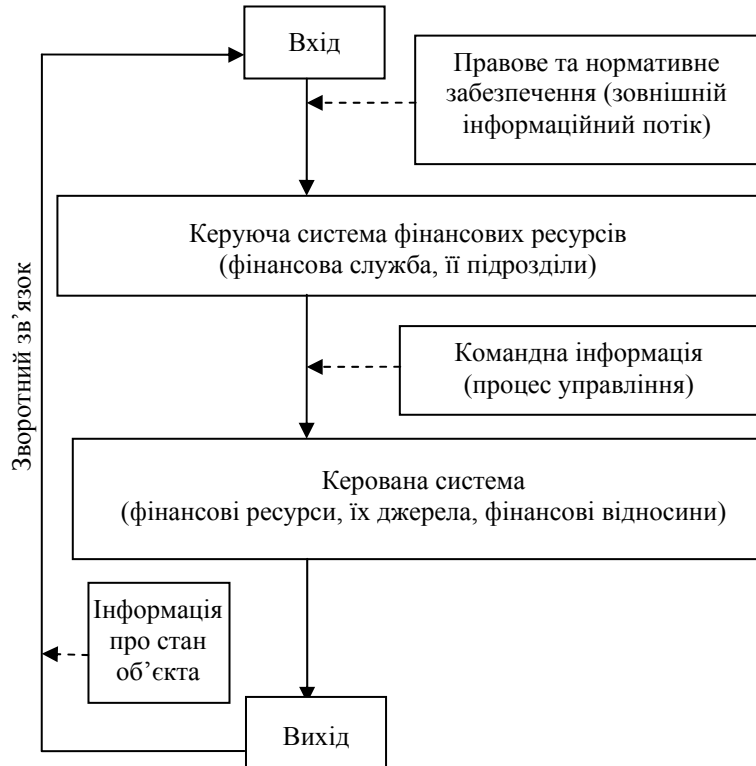 Вхід
Правове та нормативне
забезпечення (зовнішній
інформаційний потік)
Керуюча система фінансових ресурсів
(фінансова служба, її підрозділи)
Командна інформація
(процес управління)
Керована система
(фінансові ресурси, їх джерела, фінансові відносини)
Зворотний зв’язок
Інформація
про стан
об’єкта
Вихід